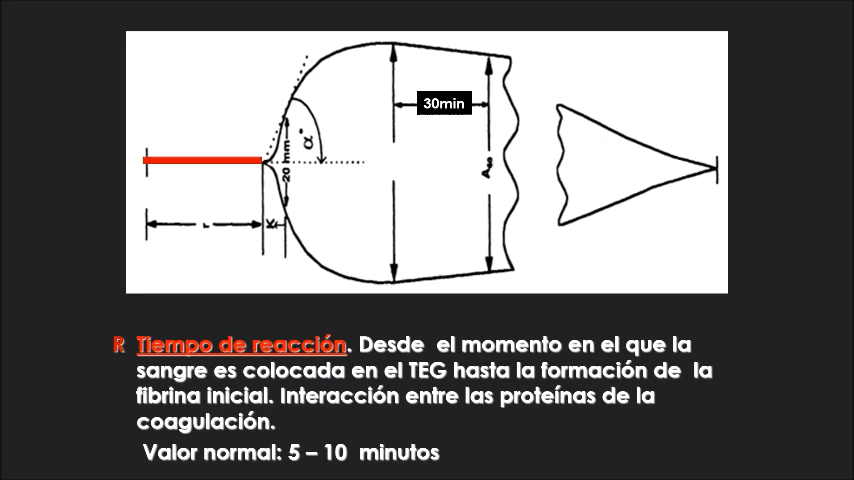 30min
α°
20 mm
A₆₀
r
K
R Tiempo de reacción. Desde el momento en el que la
sangre es colocada en el TEG hasta la formación de la
fibrina inicial. Interacción entre las proteínas de la
coagulación.
Valor normal: 5 – 10 minutos